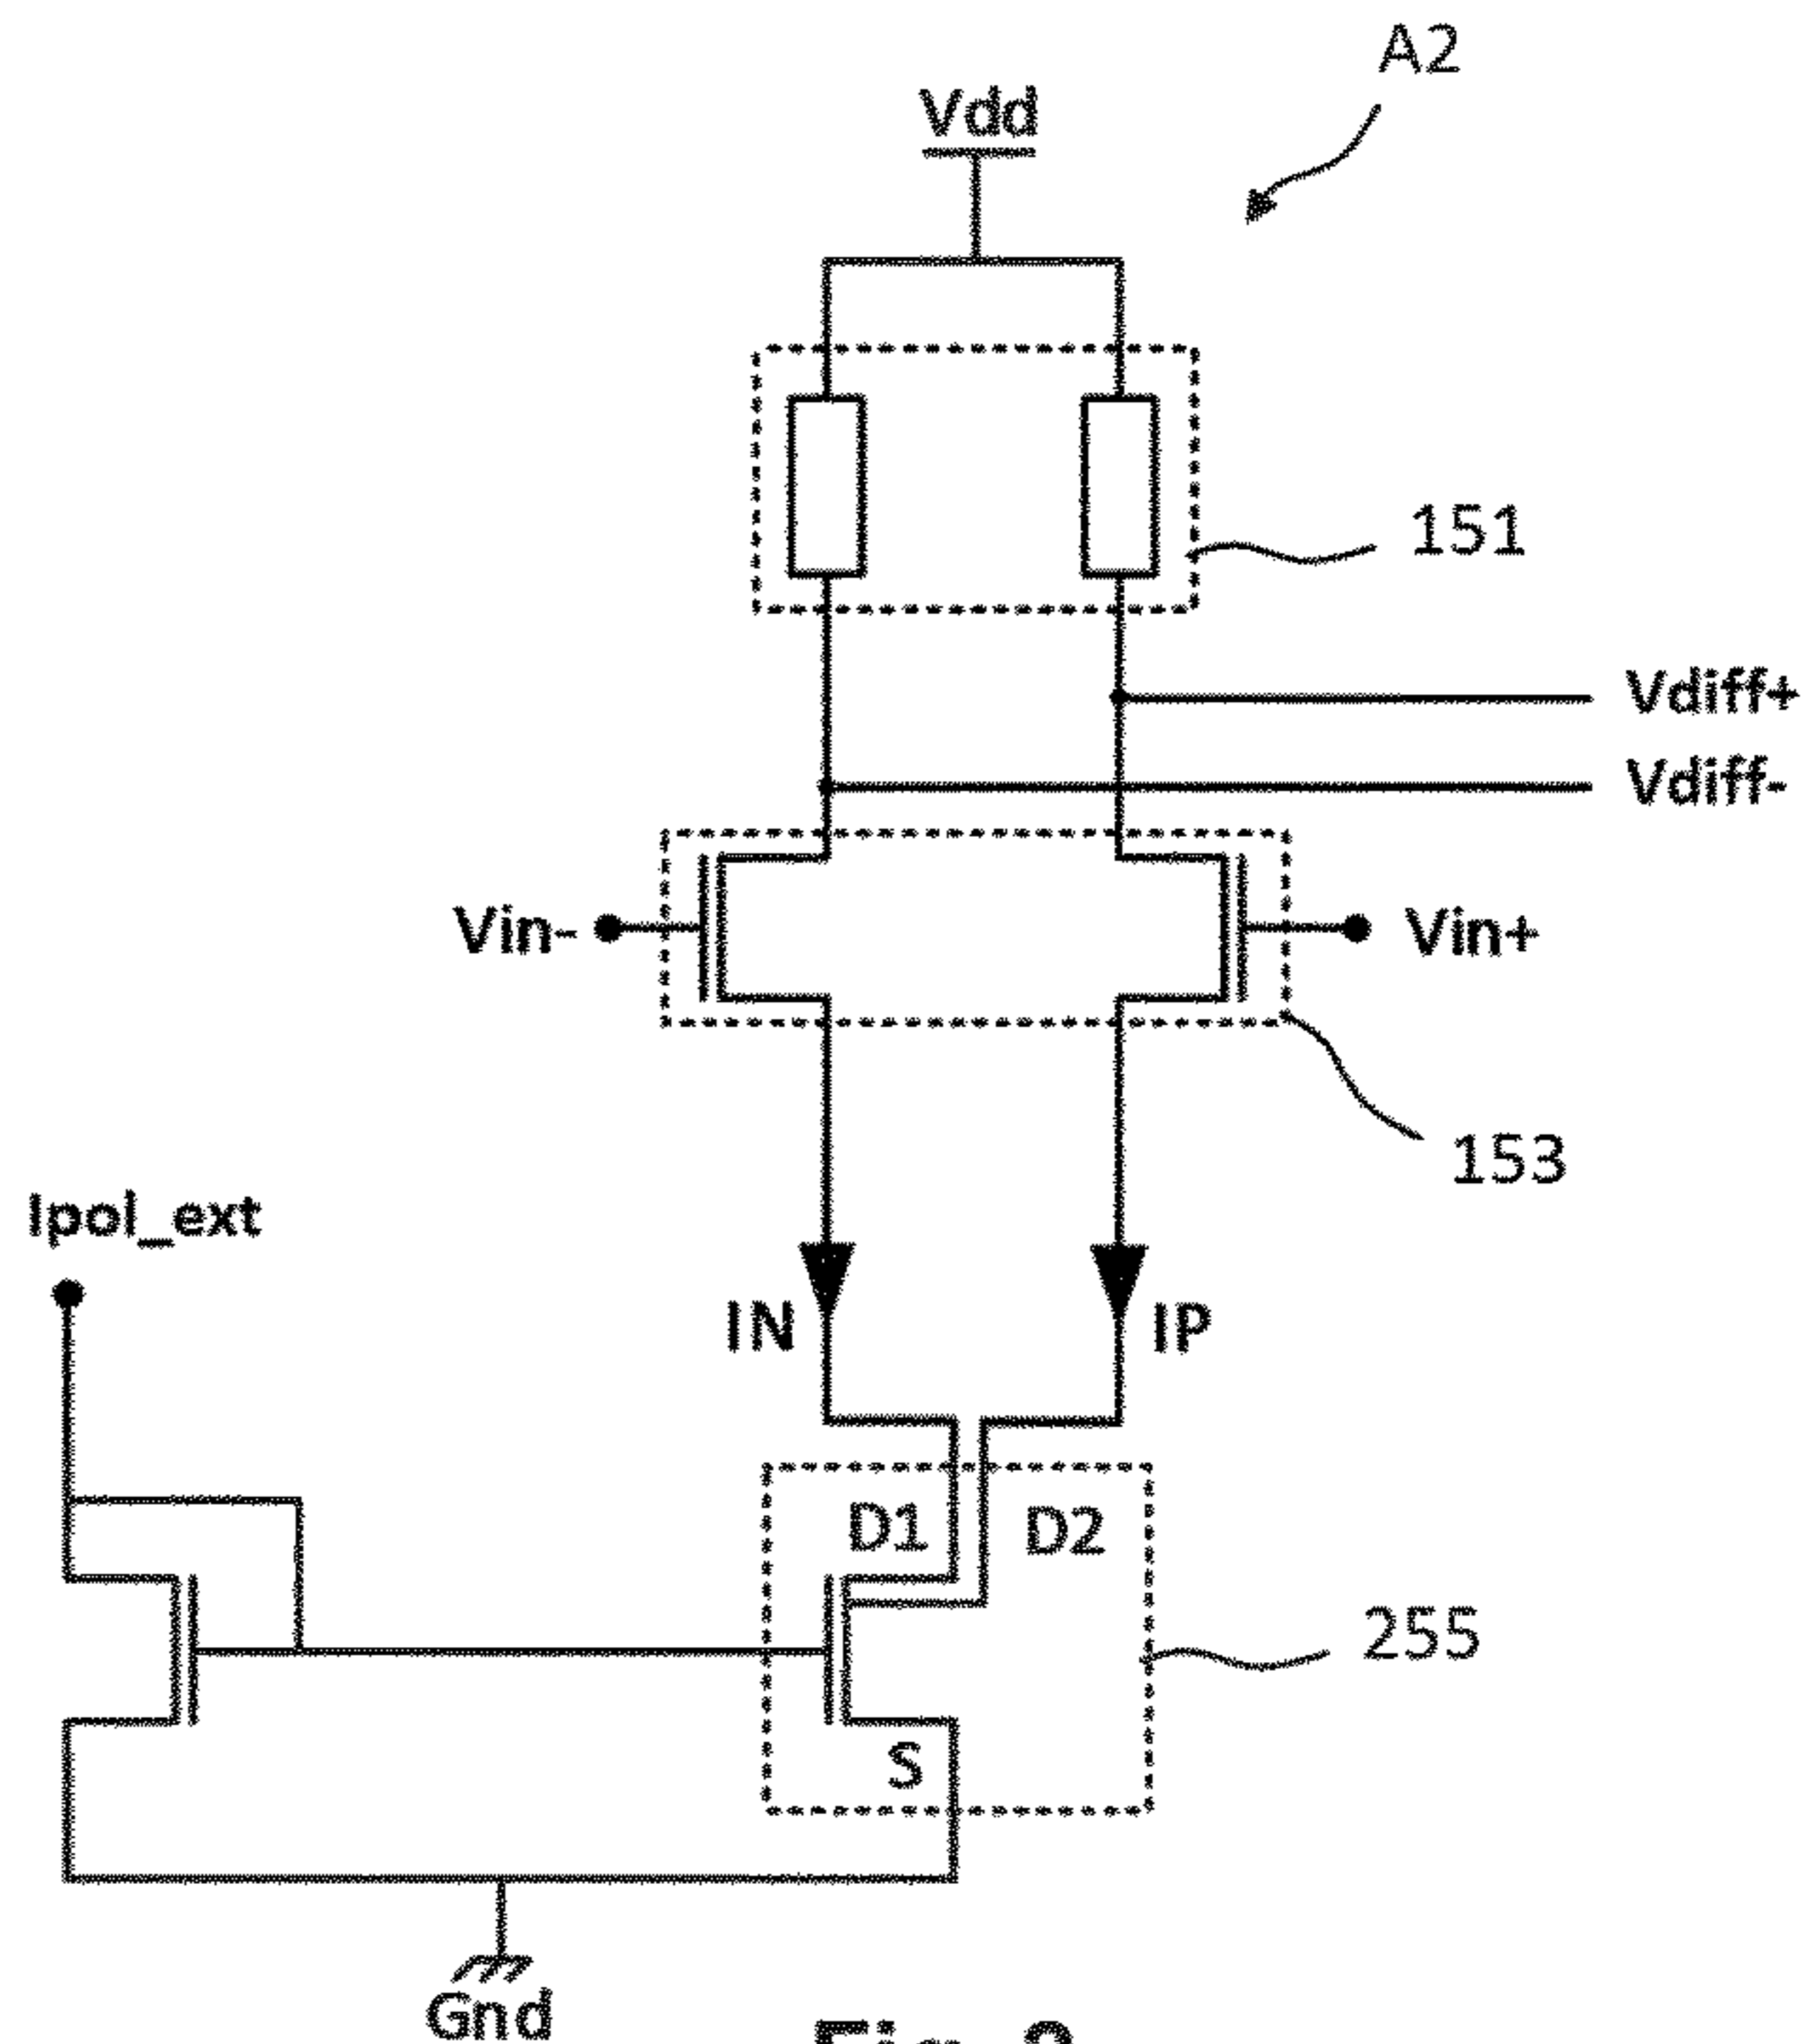 A2
Vdd
151
Vdiff+
Vdiff-
Vin-
Vin+
153
Ipol_ext
IN
IP
D1
D2
255
S
Gnd